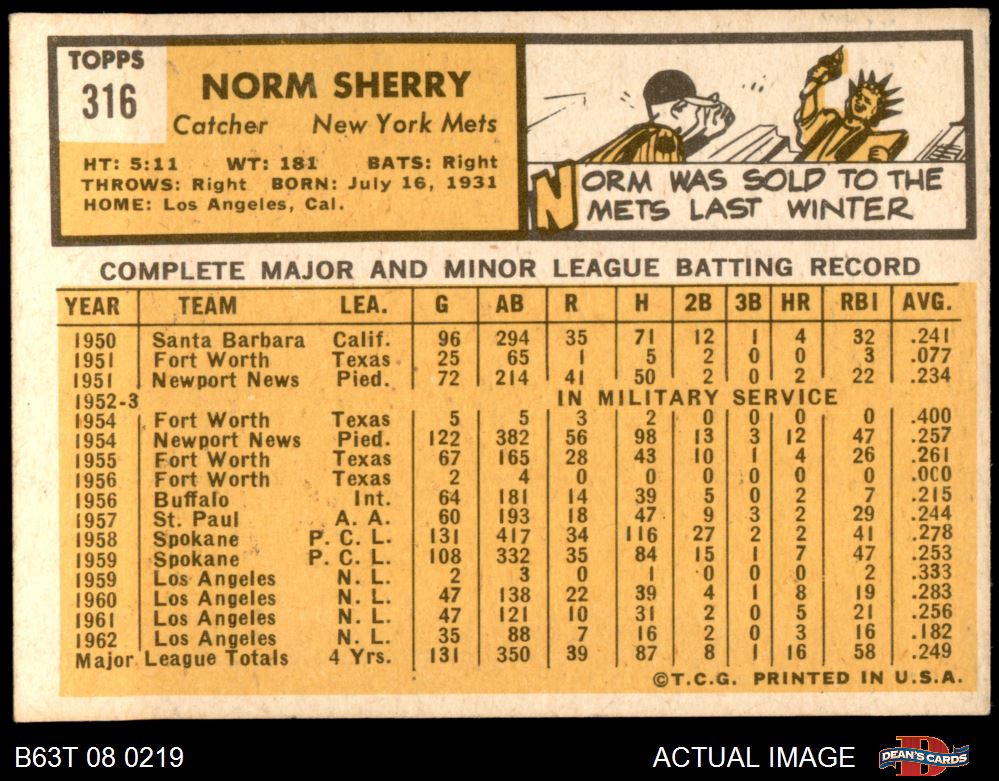 TOPPS
316
NORM SHERRY
Catcher New York Mets
HT: 5:11 WT: 181 BATS: Right
THROWS: Right BORN: July 16, 1931
HOME: Los Angeles, Cal.
NORM WAS SOLD TO THE
METS LAST WINTER
COMPLETE MAJOR AND MINOR LEAGUE BATTING RECORD
YEAR TEAM LEA. G AB R H 2B 3B HR RBI AVG.
1950 Santa Barbara Calif. 96 294 35 71 12 1 4 32 .241
1951 Fort Worth Texas 25 65 1 5 2 0 0 3 .077
1951 Newport News Pied. 72 214 41 50 2 0 2 22 .234
1952-3 IN MILITARY SERVICE
1954 Fort Worth Texas 5 5 3 2 0 0 0 0 .400
1954 Newport News Pied. 122 382 56 98 13 3 12 47 .257
1955 Fort Worth Texas 67 165 28 43 10 1 4 26 .261
1956 Fort Worth Texas 2 4 0 0 0 0 0 0 .000
1956 Buffalo Int. 64 181 14 39 5 0 2 7 .215
1957 St. Paul A. A. 60 193 18 47 9 3 2 29 .244
1958 Spokane P. C. L. 131 417 34 116 27 2 2 41 .278
1959 Spokane P. C. L. 108 332 35 84 15 1 7 47 .253
1959 Los Angeles N. L. 2 3 0 1 0 0 0 2 .333
1960 Los Angeles N. L. 47 138 22 39 4 1 8 19 .283
1961 Los Angeles N. L. 47 121 10 31 2 0 5 21 .256
1962 Los Angeles N. L. 35 88 7 16 2 0 3 16 .182
Major League Totals 4 Yrs. 131 350 39 87 8 1 16 58 .249
©T.C.G. PRINTED IN U.S.A.
B63T 08 0219 ACTUAL IMAGE DEAN'S CARDS